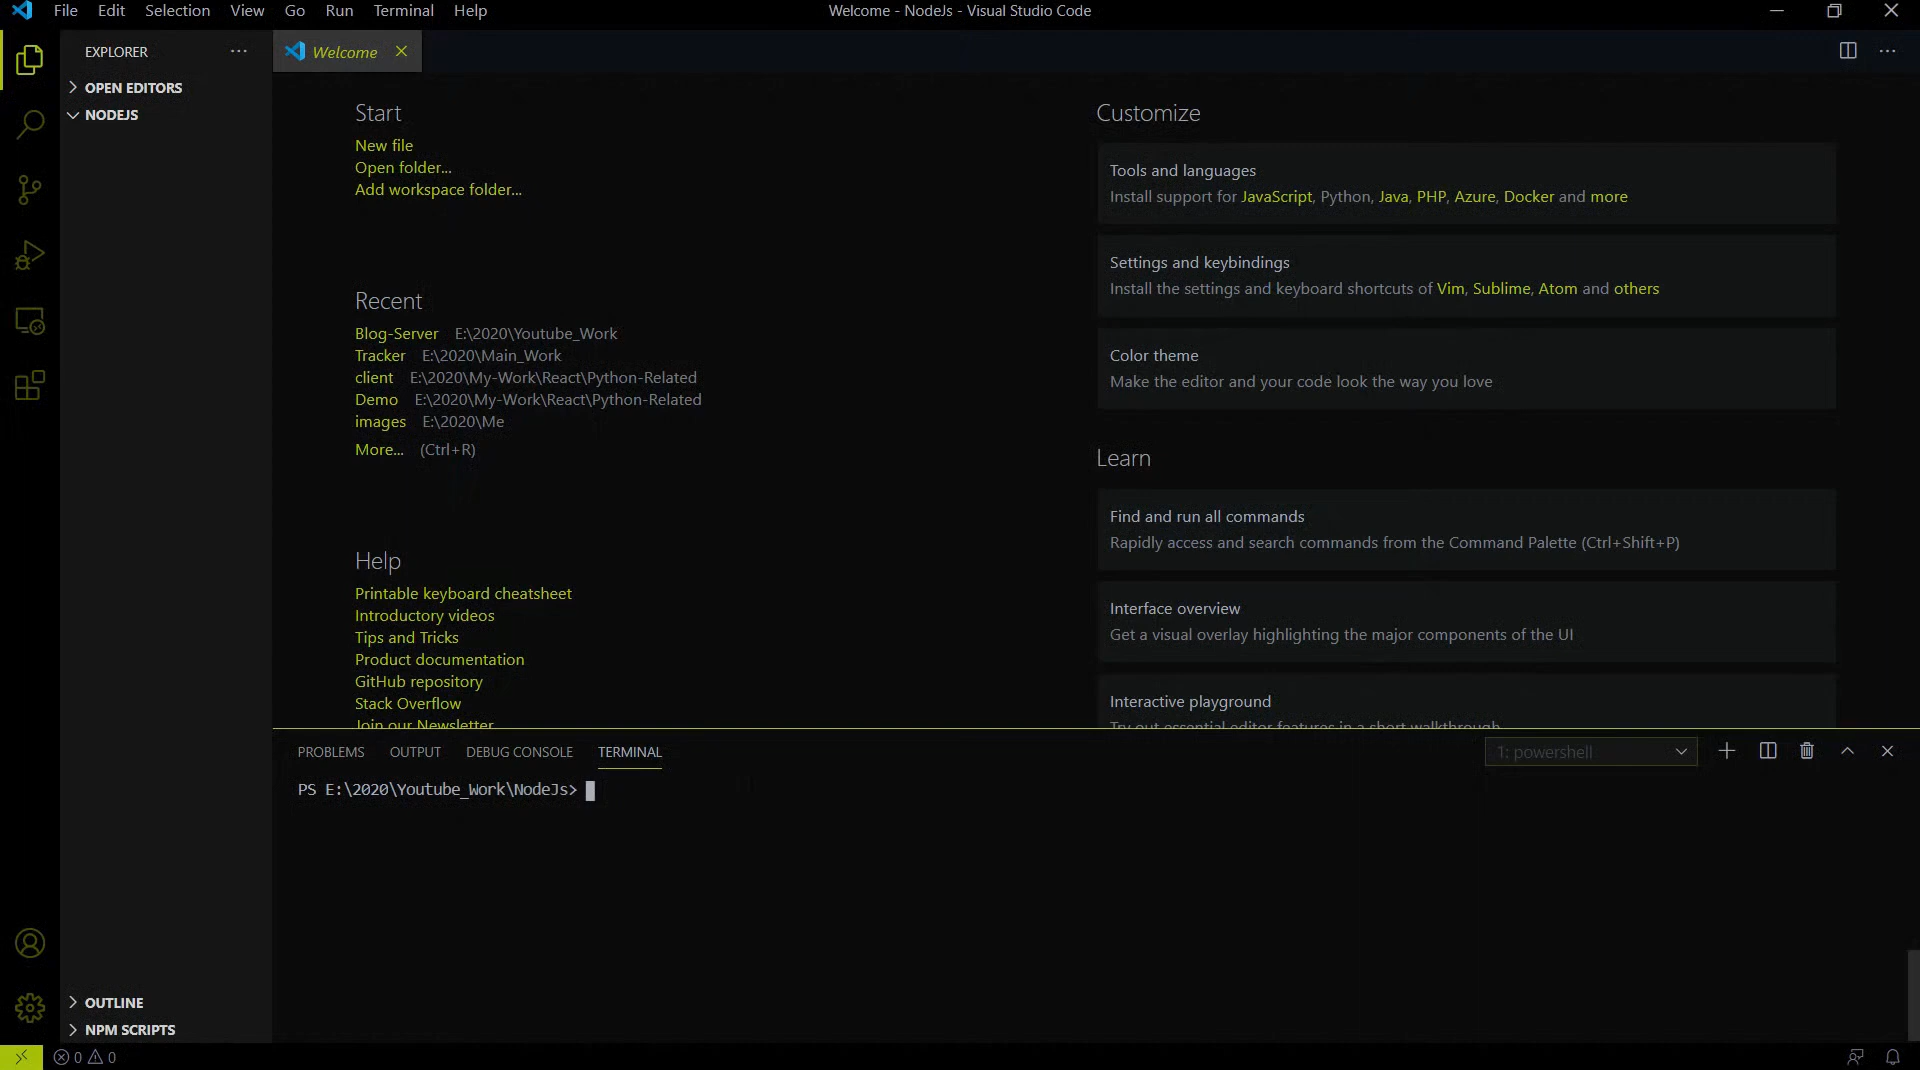 File Edit Selection View Go Run Terminal Help Welcome - NodeJs - Visual Studio Code
EXPLORER
OPEN EDITORS
NODEJS
OUTLINE
NPM SCRIPTS
Welcome
Start
New file
Open folder...
Add workspace folder...
Recent
Blog-Server E:\2020\Youtube_Work
Tracker E:\2020\Main_Work
client E:\2020\My-Work\React\Python-Related
Demo E:\2020\My-Work\React\Python-Related
images E:\2020\Me
More... (Ctrl+R)
Help
Printable keyboard cheatsheet
Introductory videos
Tips and Tricks
Product documentation
GitHub repository
Stack Overflow
Join our Newsletter
Customize
Tools and languages
Install support for JavaScript, Python, Java, PHP, Azure, Docker and more
Settings and keybindings
Install the settings and keyboard shortcuts of Vim, Sublime, Atom and others
Color theme
Make the editor and your code look the way you love
Learn
Find and run all commands
Rapidly access and search commands from the Command Palette (Ctrl+Shift+P)
Interface overview
Get a visual overlay highlighting the major components of the UI
Interactive playground
Try out essential editor features in a short walkthrough
PROBLEMS OUTPUT DEBUG CONSOLE TERMINAL 1: powershell
PS E:\2020\Youtube_Work\NodeJs>
0 0